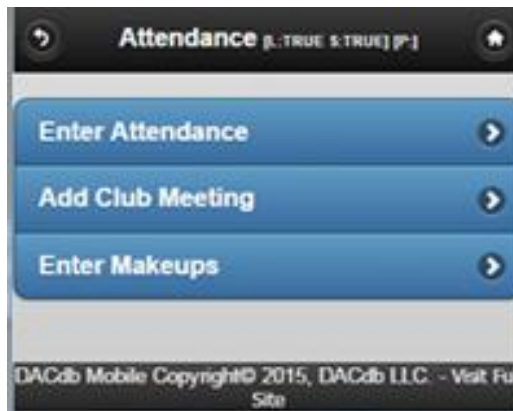 Attendance [L:TRUE S:TRUE] [P:]
Enter Attendance
Add Club Meeting
Enter Makeups
DACdb Mobile Copyright© 2015, DACdb LLC. - Visit Fu
Site